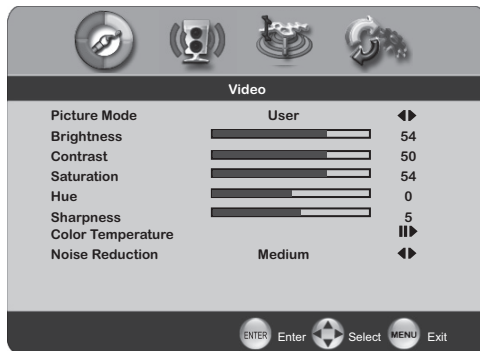 Video
Picture Mode User
Brightness 54
Contrast 50
Saturation 54
Hue 0
Sharpness 5
Color Temperature
Noise Reduction Medium
ENTER Enter Select MENU Exit